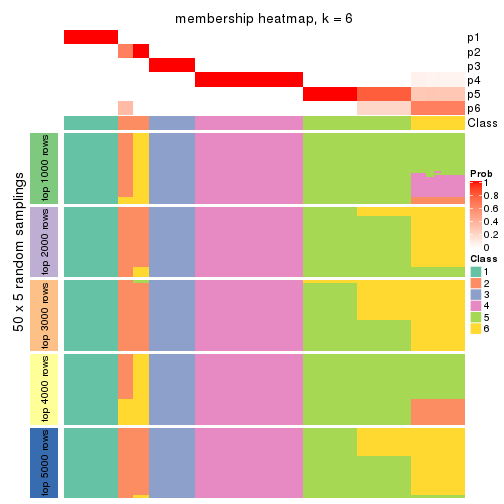 membership heatmap, k = 6
p1
p2
p3
p4
p5
p6
Class
50 x 5 random samplings
top 1000 rows
top 2000 rows
top 3000 rows
top 4000 rows
top 5000 rows
Prob
1
0.8
0.6
0.4
0.2
0
Class
1
2
3
4
5
6